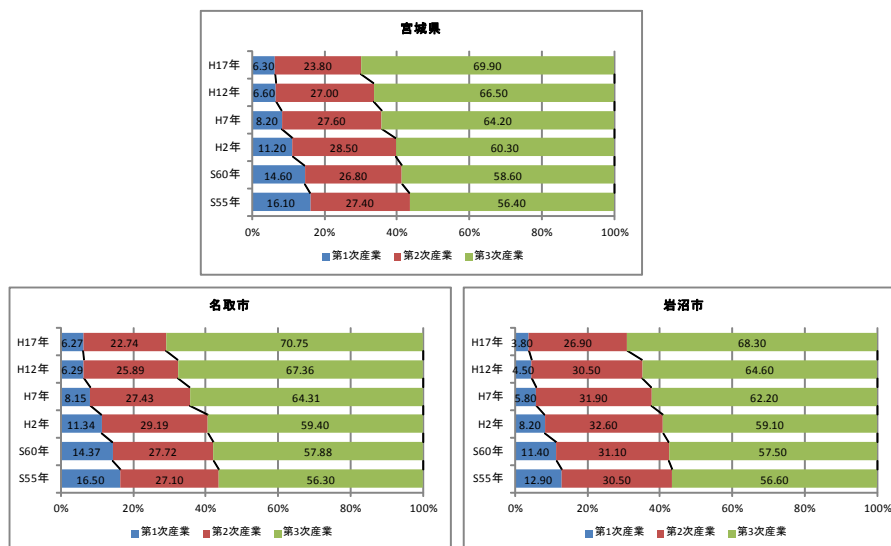 宮城県
H17年 6.30 23.80 69.90
H12年 6.60 27.00 66.50
H7年 8.20 27.60 64.20
H2年 11.20 28.50 60.30
S60年 14.60 26.80 58.60
S55年 16.10 27.40 56.40
0% 20% 40% 60% 80% 100%
第1次産業 第2次産業 第3次産業
名取市
H17年 6.27 22.74 70.75
H12年 6.29 25.89 67.36
H7年 8.15 27.43 64.31
H2年 11.34 29.19 59.40
S60年 14.37 27.72 57.88
S55年 16.50 27.10 56.30
0% 20% 40% 60% 80% 100%
第1次産業 第2次産業 第3次産業
岩沼市
H17年 3.80 26.90 68.30
H12年 4.50 30.50 64.60
H7年 5.80 31.90 62.20
H2年 8.20 32.60 59.10
S60年 11.40 31.10 57.50
S55年 12.90 30.50 56.60
0% 20% 40% 60% 80% 100%
第1次産業 第2次産業 第3次産業